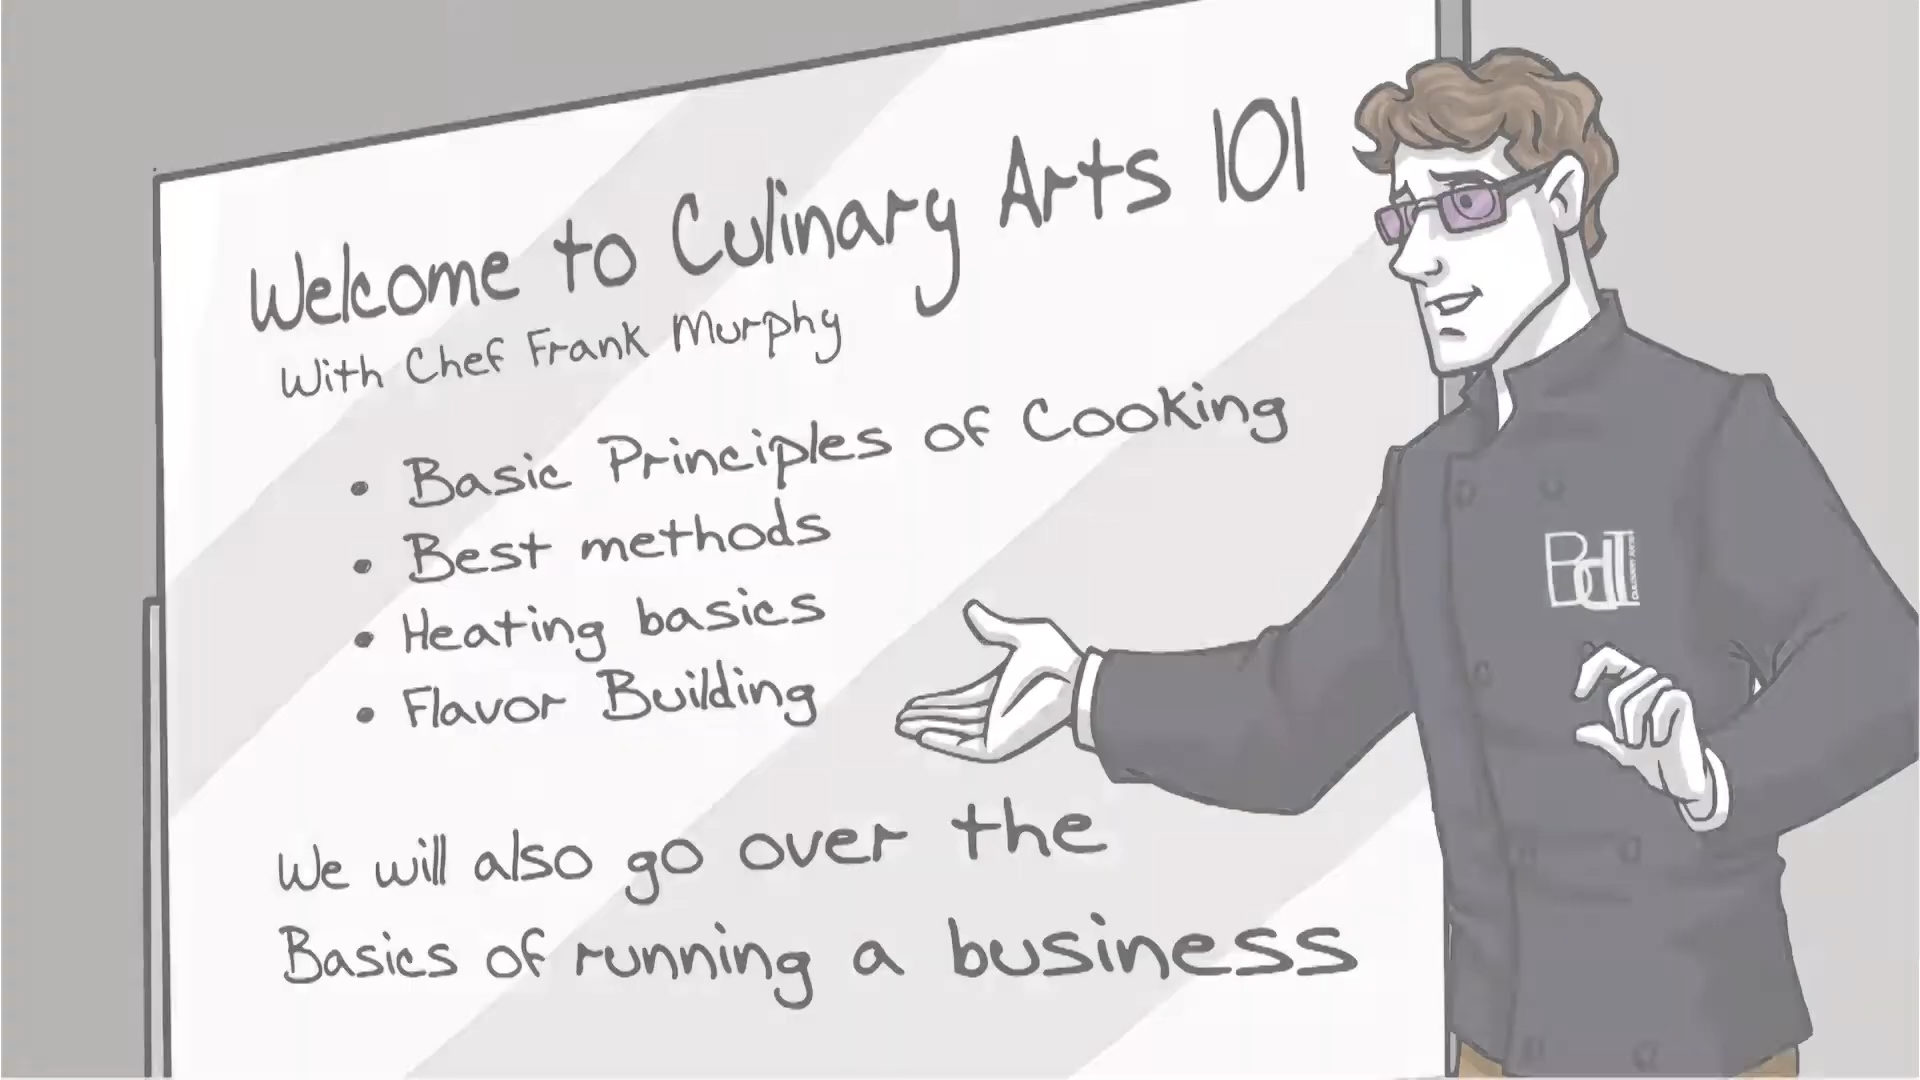 Welcome to Culinary Arts 101
With Chef Frank Murphy
• Basic Principles of Cooking
• Best methods
• Heating basics
• Flavor Building
We will also go over the
Basics of running a business